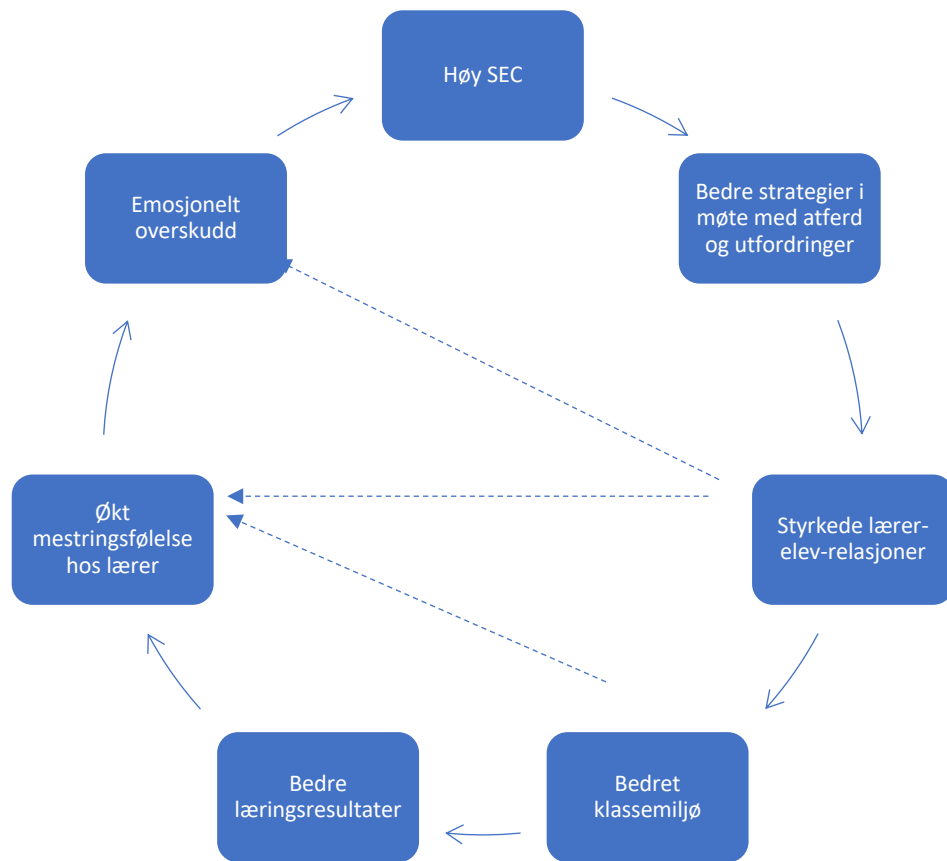 Høy SEC
Bedre strategier i
møte med atferd
og utfordringer
Styrkede lærer-
elev-relasjoner
Bedret
klassemiljø
Bedre
læringsresultater
Økt
mestringsfølelse
hos lærer
Emosjonelt
overskudd